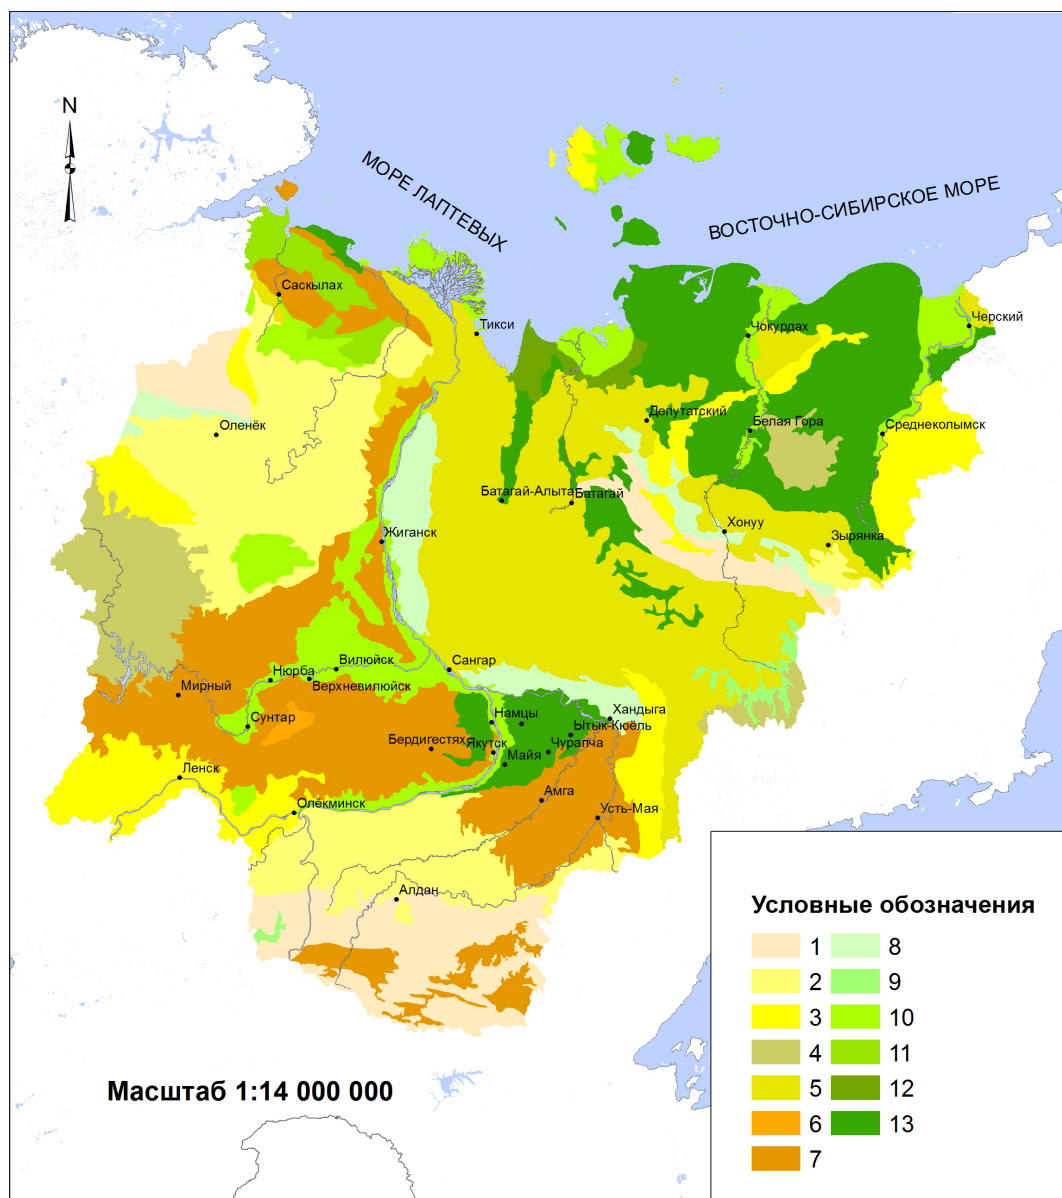 N
МОРЕ ЛАПТЕВЫХ
ВОСТОЧНО-СИБИРСКОЕ МОРЕ
Саскылах
Тикси
Чокурдах
Черский
Оленёк
Депутатский
Белая Гора
Среднеколымск
Батагай-Алыта
Батагай
Хонуу
Зырянка
Жиганск
Сангар
Вилюйск
Нюрба
Верхневилюйск
Мирный
Сунтар
Намцы
Хандыга
Ытык-Кюёль
Бердигестях
Якутск
Чурапча
Майя
Ленск
Олёкминск
Амга
Усть-Мая
Алдан
Условные обозначения
1 8
2 9
3 10
4 11
5 12
6 13
7
Масштаб 1:14 000 000